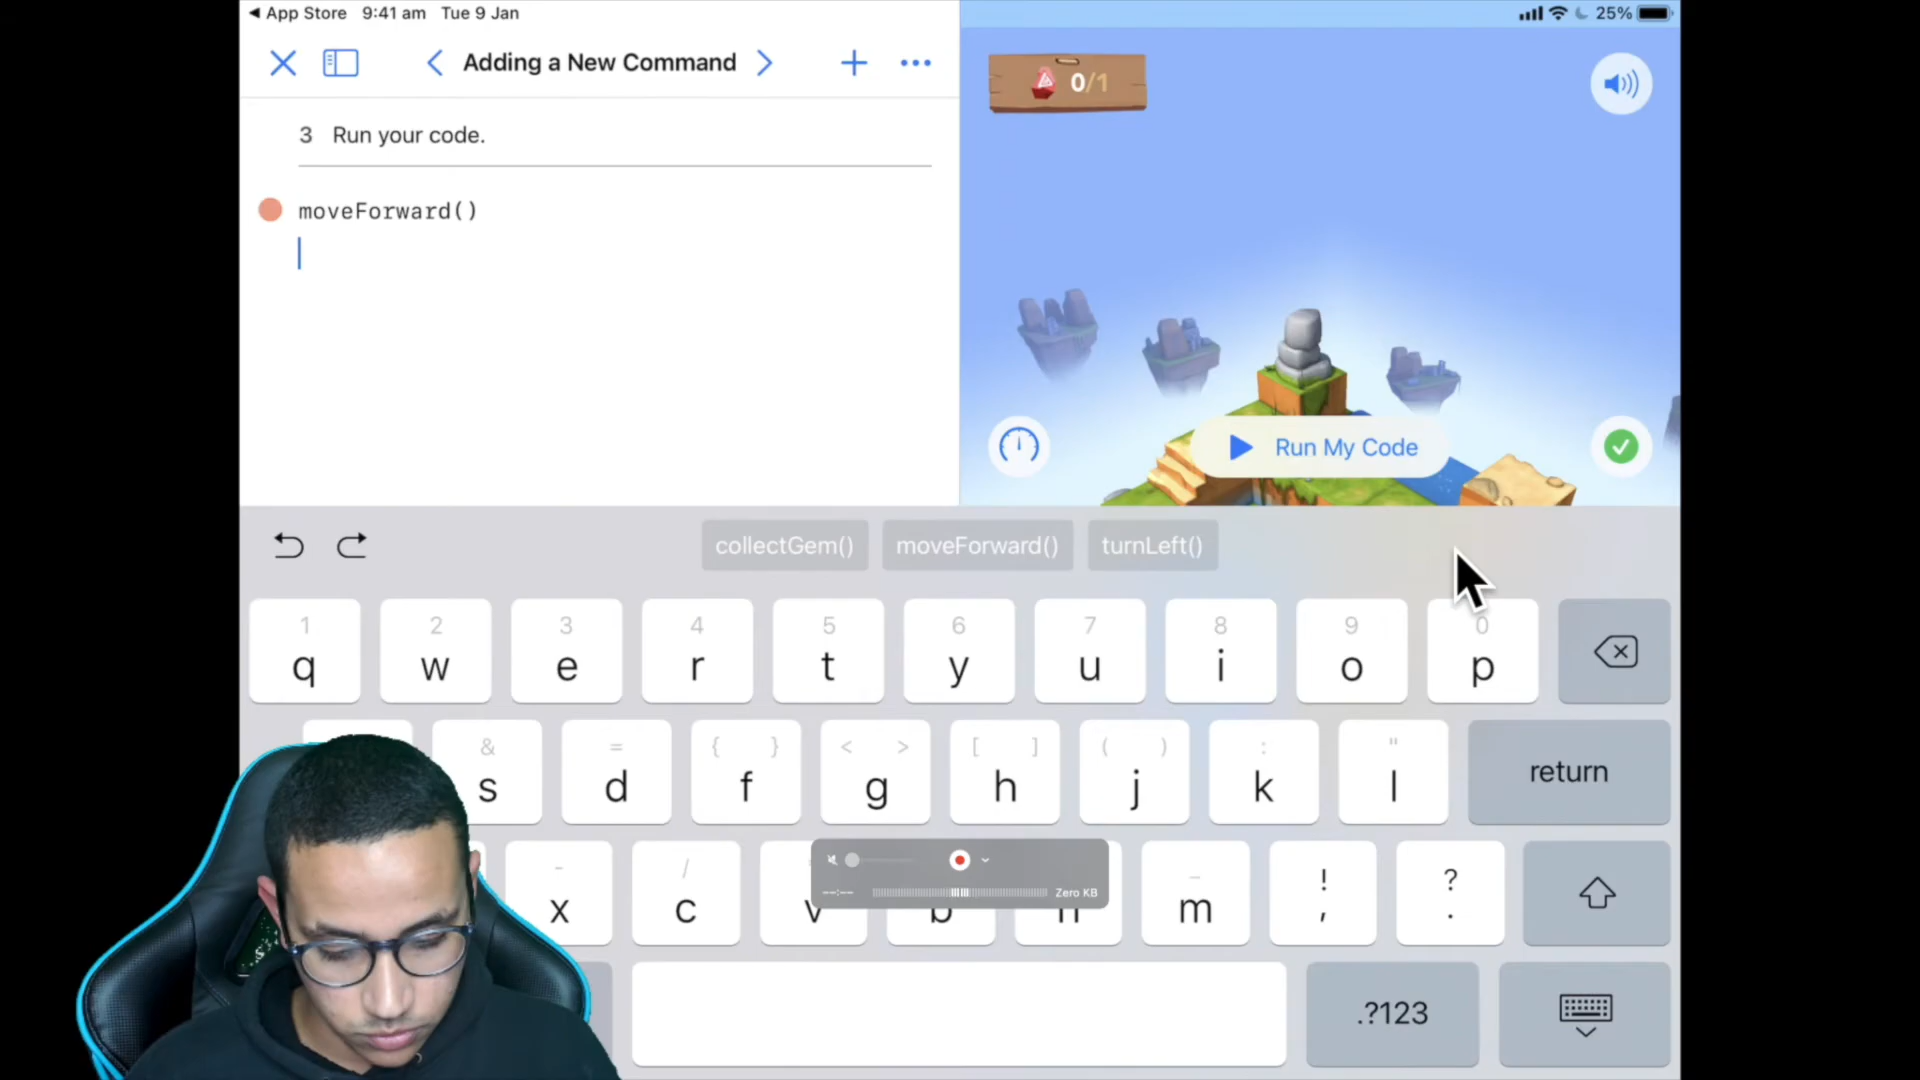 App Store 9:41 am Tue 9 Jan
25%
Adding a New Command
0/1
3 Run your code.
moveForward()
Run My Code
collectGem() moveForward() turnLeft()
1 2 3 4 5 6 7 8 9 0
q w e r t y u i o p
& = { } < > [ ] ( ) : "
s d f g h j k l return
- / _ ! ?
x c v b n m , .
--:-- Zero KB
.?123